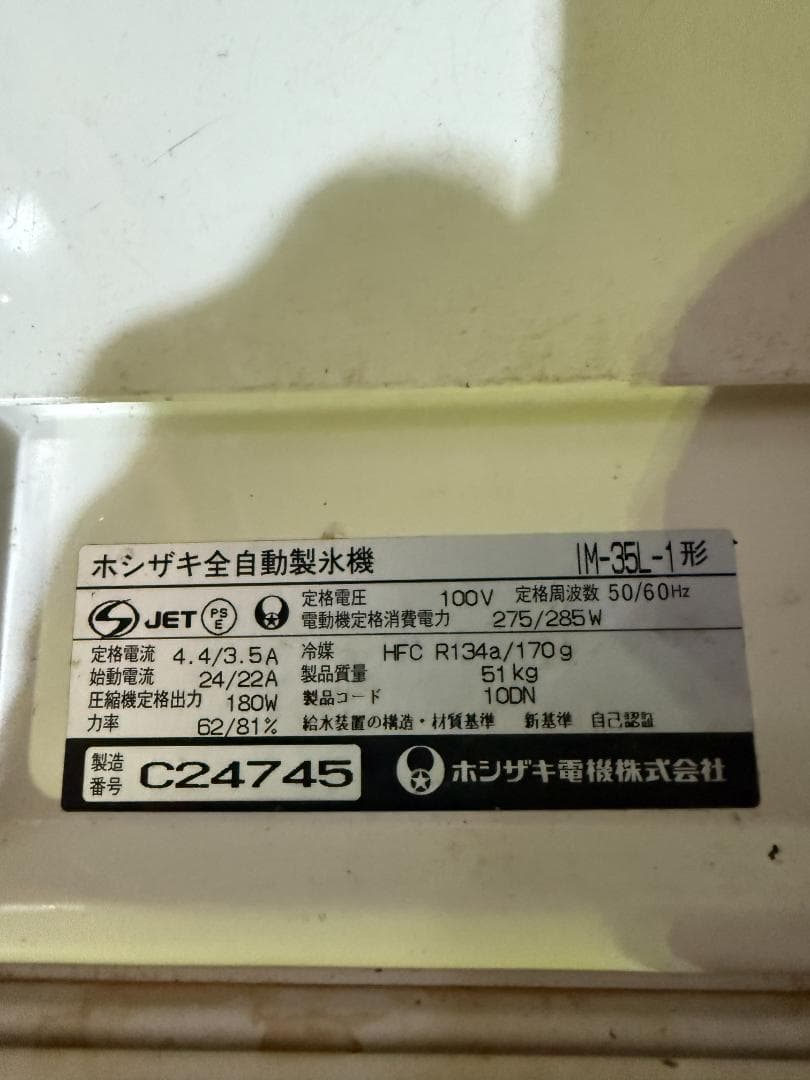 ホシザキ全自動製氷機 IM-35L-1形
JET PS E 定格電圧 100V 定格周波数 50/60Hz
電動機定格消費電力 275/285W
定格電流 4.4/3.5A 冷媒 HFC R134a/170g
始動電流 24/22A 製品質量 51kg
圧縮機定格出力 180W 製品コード 10DN
力率 62/81% 給水装置の構造・材質基準 新基準 自己認証
製造番号 C24745 ホシザキ電機株式会社